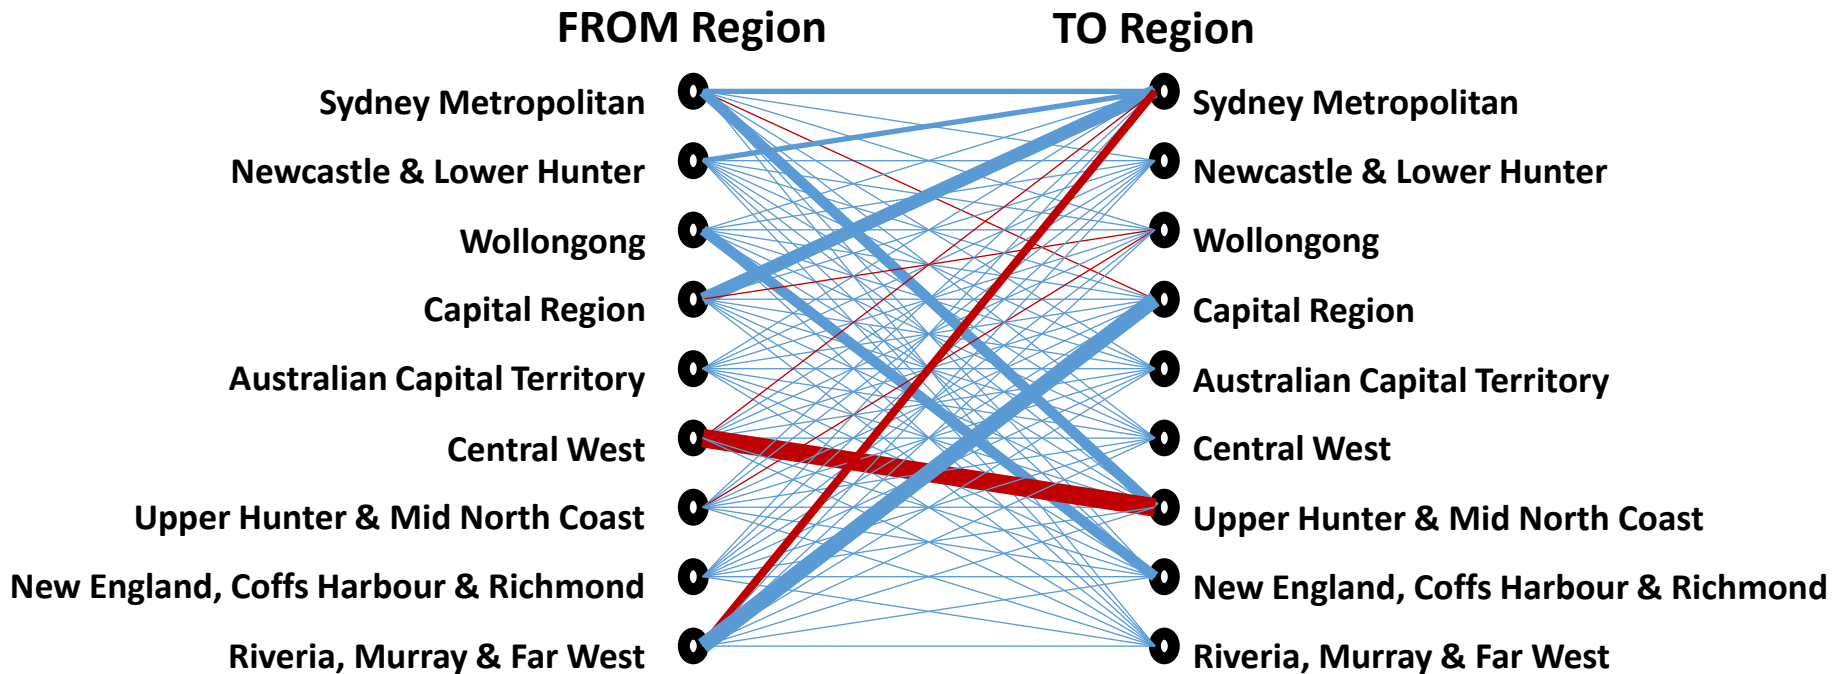 FROM Region
TO Region
Sydney Metropolitan
Sydney Metropolitan
Newcastle & Lower Hunter
Newcastle & Lower Hunter
Wollongong
Wollongong
Capital Region
Capital Region
Australian Capital Territory
Australian Capital Territory
Central West
Central West
Upper Hunter & Mid North Coast
Upper Hunter & Mid North Coast
New England, Coffs Harbour & Richmond
New England, Coffs Harbour & Richmond
Riveria, Murray & Far West
Riveria, Murray & Far West